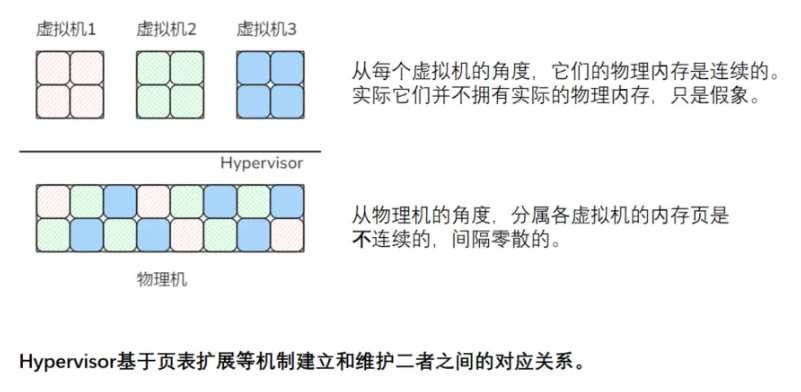 虚拟机1 虚拟机2 虚拟机3
从每个虚拟机的角度，它们的物理内存是连续的。
实际它们并不拥有实际的物理内存，只是假象。
Hypervisor
从物理机的角度，分属各虚拟机的内存页是
不连续的，间隔零散的。
物理机
Hypervisor基于页表扩展等机制建立和维护二者之间的对应关系。